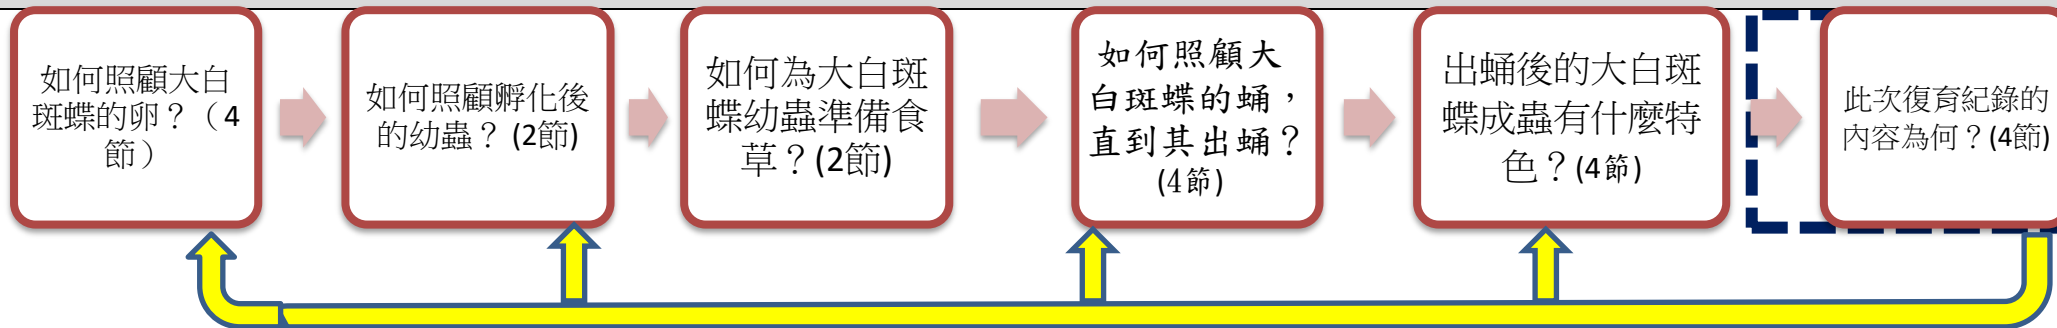 如何照顧大白
斑蝶的卵？（4
節）
如何照顧孵化後
的幼蟲？(2節)
如何為大白斑
蝶幼蟲準備食
草？(2節)
如何照顧大
白斑蝶的蛹，
直到其出蛹？
(4節)
出蛹後的大白斑
蝶成蟲有什麼特
色？(4節)
此次復育紀錄的
內容為何？(4節)